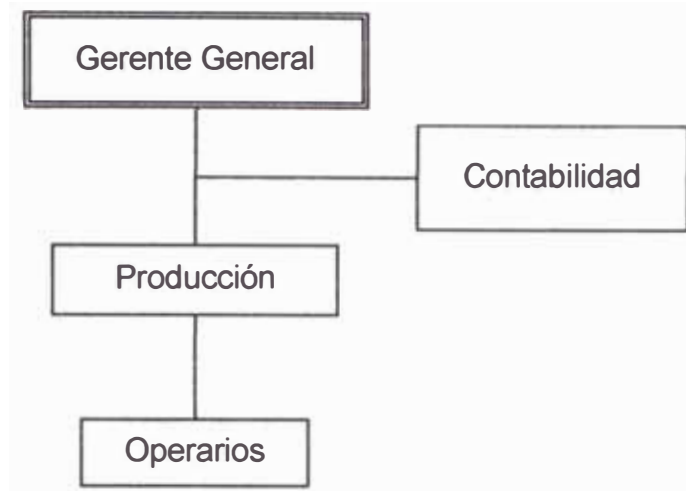 Gerente General
Contabilidad
Producción
Operarios